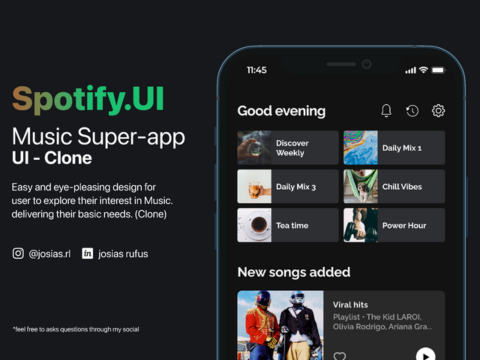 Spotify.UI
Music Super-app
UI - Clone
Easy and eye-pleasing design for
user to explore their interest in Music.
delivering their basic needs. (Clone)
@josias.rl
in
josias rufus
*feel free to asks questions through my social
11:45
Good evening
Discover
Weekly
Daily Mix 1
Daily Mix 3
Chill Vibes
Tea time
Power Hour
New songs added
Viral hits
Playlist - The Kid LAROI,
Olivia Rodrigo, Ariana Gra...